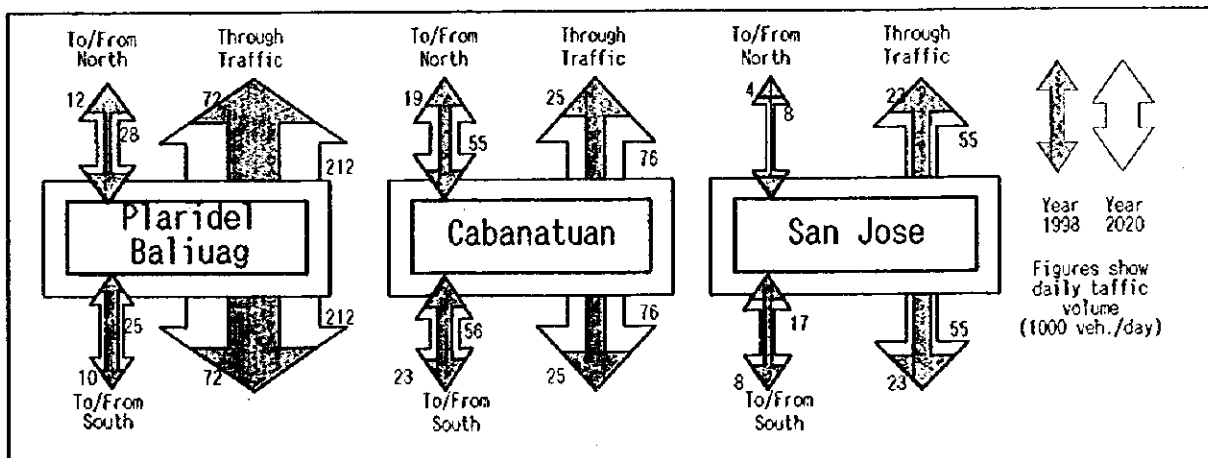 To/From
North
Through
Traffic
12
72
28
212
Plaridel
Baliuag
25
212
10
72
To/From
South
To/From
North
Through
Traffic
19
25
55
76
Cabanatuan
56
76
23
25
To/From
South
To/From
North
Through
Traffic
4
8
23
55
San Jose
17
55
8
23
To/From
South
Year
1998
Year
2020
Figures show
daily taffic
volume
(1000 veh./day)